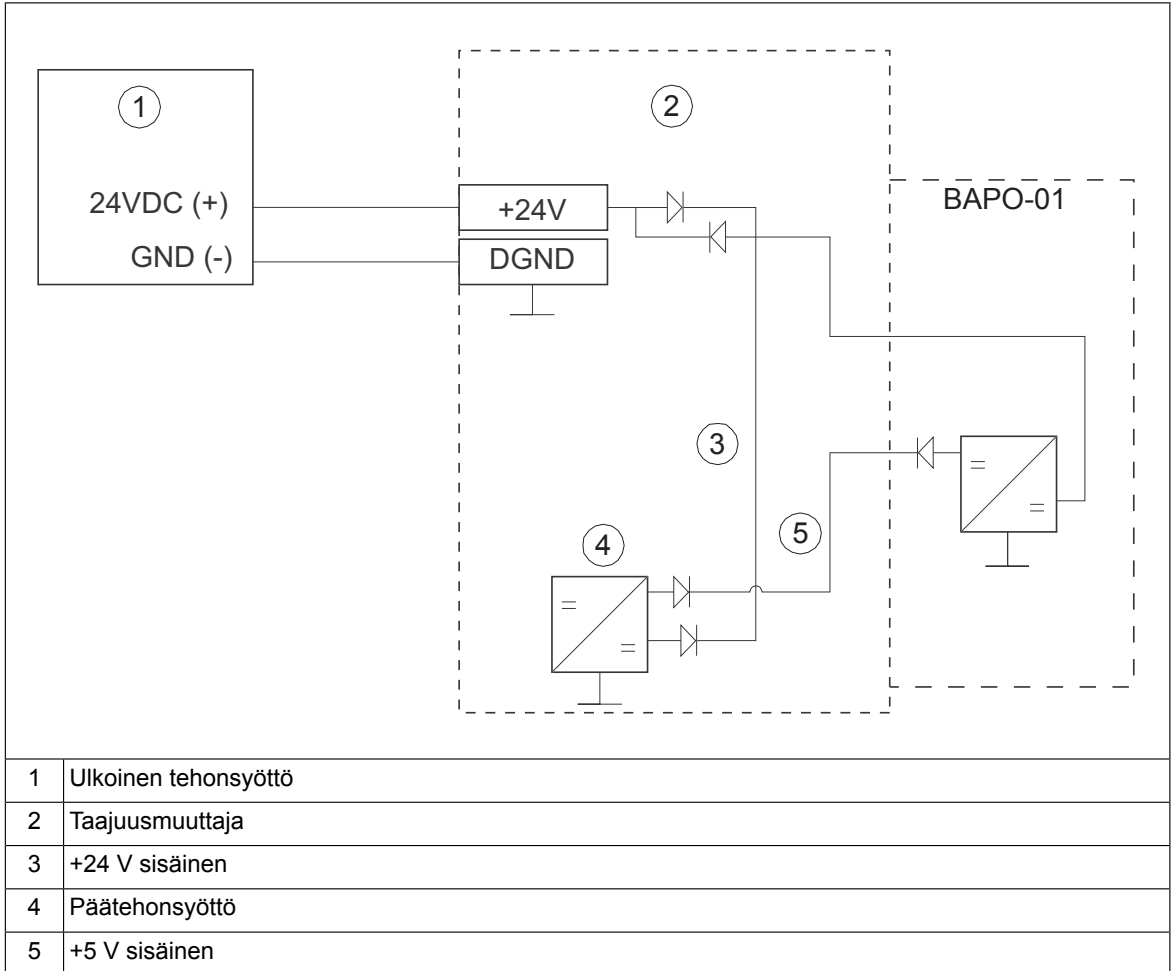 1
2
24VDC (+)
+24V
BAPO-01
GND (-)
DGND
3
5
4
1 Ulkoinen tehonsyöttö
2 Taajuusmuuttaja
3 +24 V sisäinen
4 Päätehonsyöttö
5 +5 V sisäinen